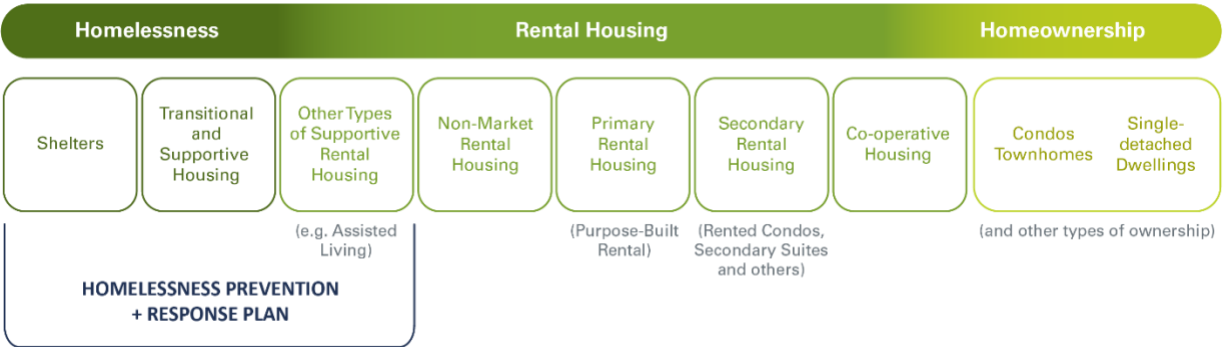 Homelessness
Rental Housing
Homeownership
Shelters
Transitional
and
Supportive
Housing
Other Types
of Supportive
Rental
Housing
(e.g. Assisted
Living)
Non-Market
Rental
Housing
Primary
Rental
Housing
(Purpose-Built
Rental)
Secondary
Rental
Housing
(Rented Condos,
Secondary Suites
and others)
Co-operative
Housing
Condos
Townhomes
Single-
detached
Dwellings
(and other types of ownership)
HOMELESSNESS PREVENTION
+ RESPONSE PLAN